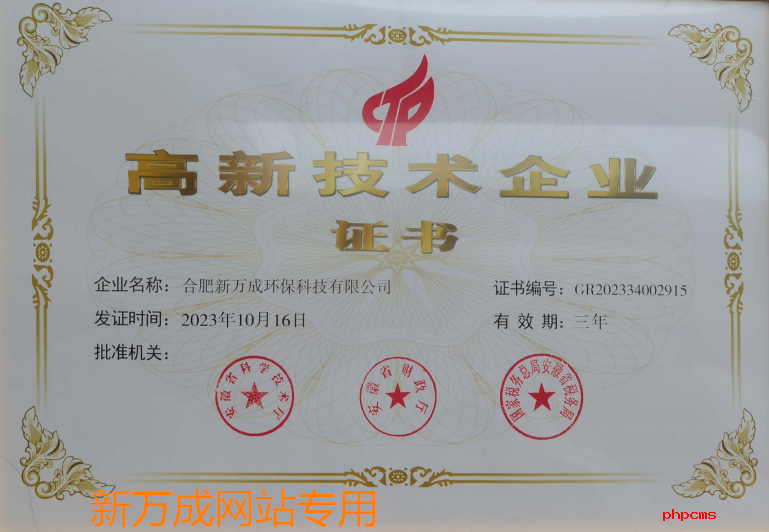 高新技术企业
证书
企业名称：合肥新万成环保科技有限公司
证书编号：GR202334002915
发证时间：2023年10月16日
有效期：三年
批准机关：
安徽省科学技术厅
安徽省财政厅
国家税务总局安徽省税务局
新万成网站专用
phpcms